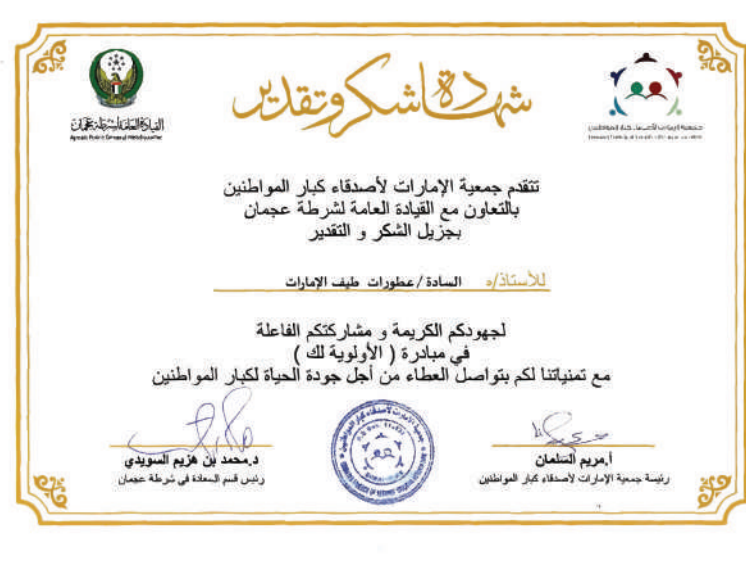 شهادة شكر وتقدير
القيادة العامة لشرطة عجمان
جمعية الإمارات لأصدقاء كبار المواطنين
تتقدم جمعية الإمارات لأصدقاء كبار المواطنين
بالتعاون مع القيادة العامة لشرطة عجمان
بجزيل الشكر و التقدير
للأستاذ/ه السادة / عطورات طيف الإمارات
لجهودكم الكريمة و مشاركتكم الفاعلة
في مبادرة ( الأولوية لك )
مع تمنياتنا لكم بتواصل العطاء من أجل جودة الحياة لكبار المواطنين
أ.مريم السلمان
رئيسة جمعية الإمارات لأصدقاء كبار المواطنين
د.محمد بن هزيم السويدي
رئيس قسم السعادة في شرطة عجمان